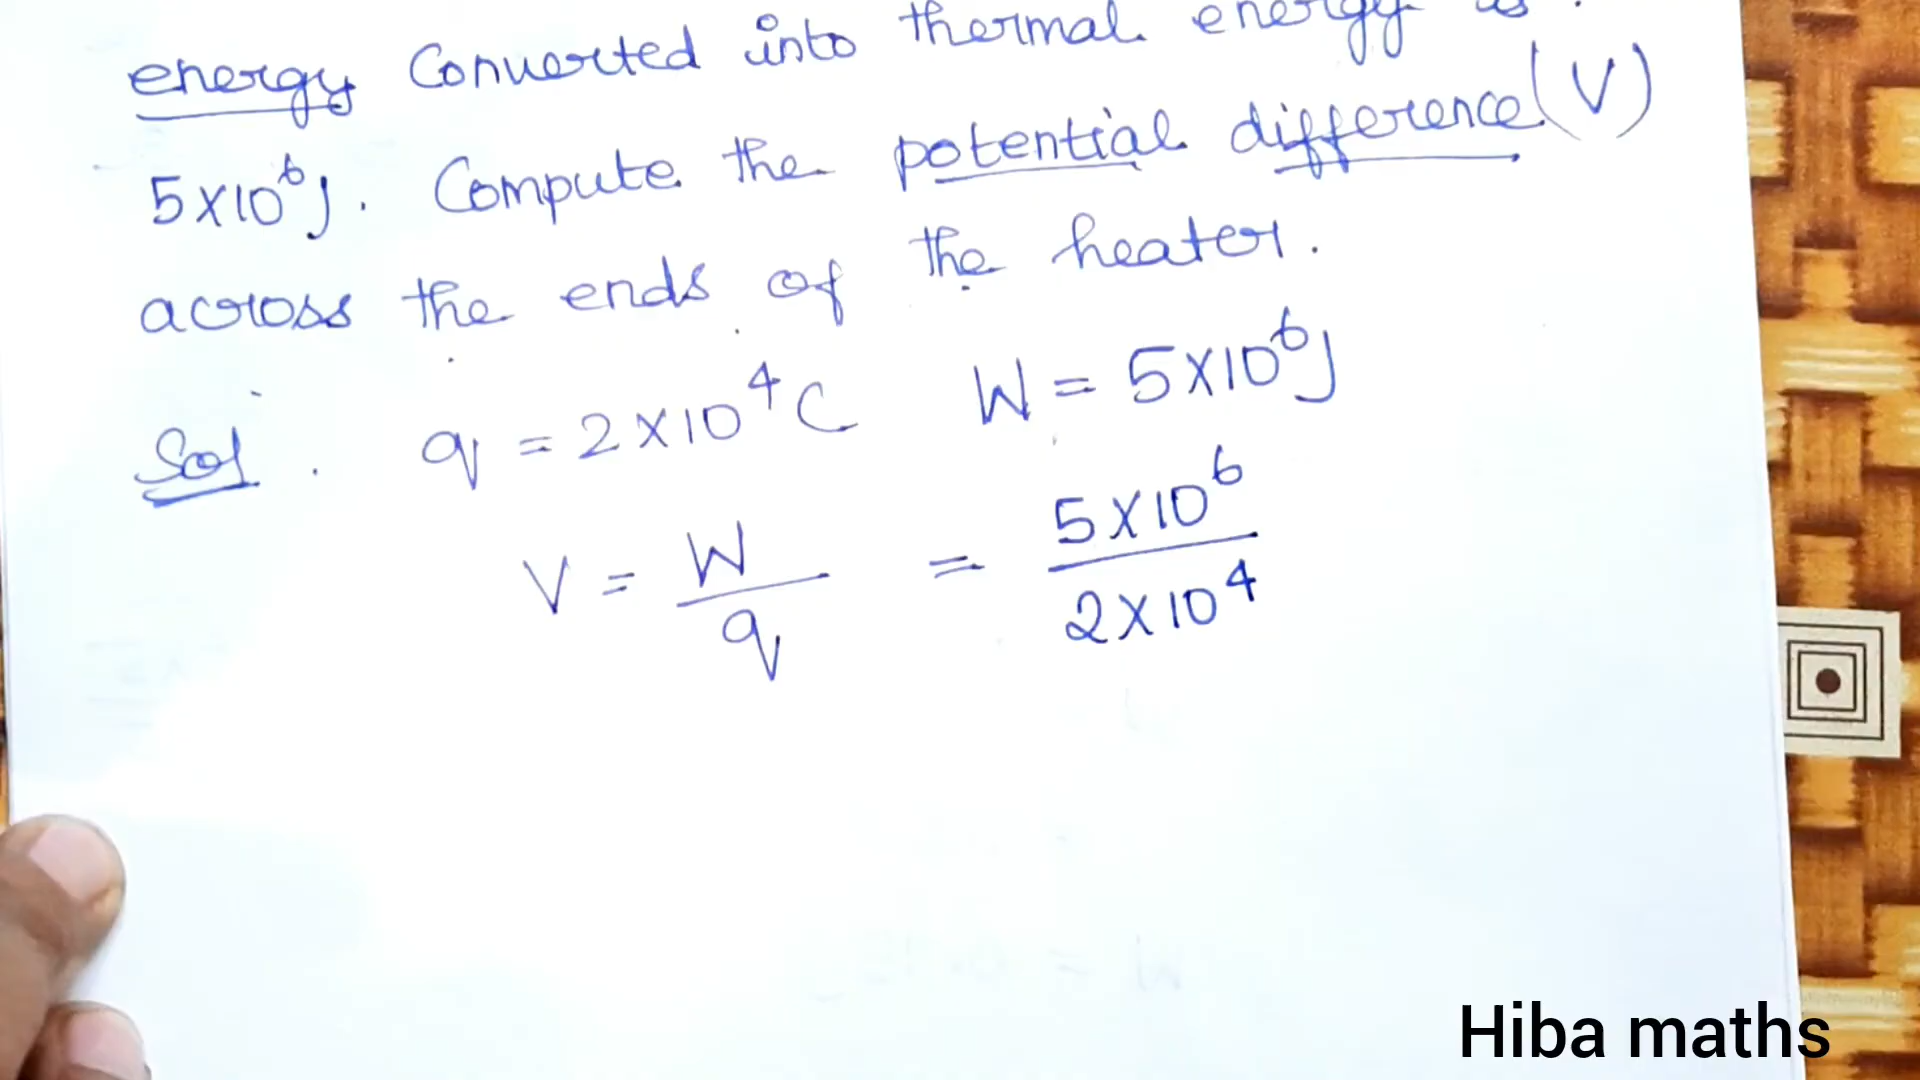 energy converted into thermal energy is
5×10⁶J. Compute the potential difference (V)
across the ends of the heater.
Sol. q = 2×10⁴C W = 5×10⁶J
V = W/q = 5×10⁶/2×10⁴
Hiba maths